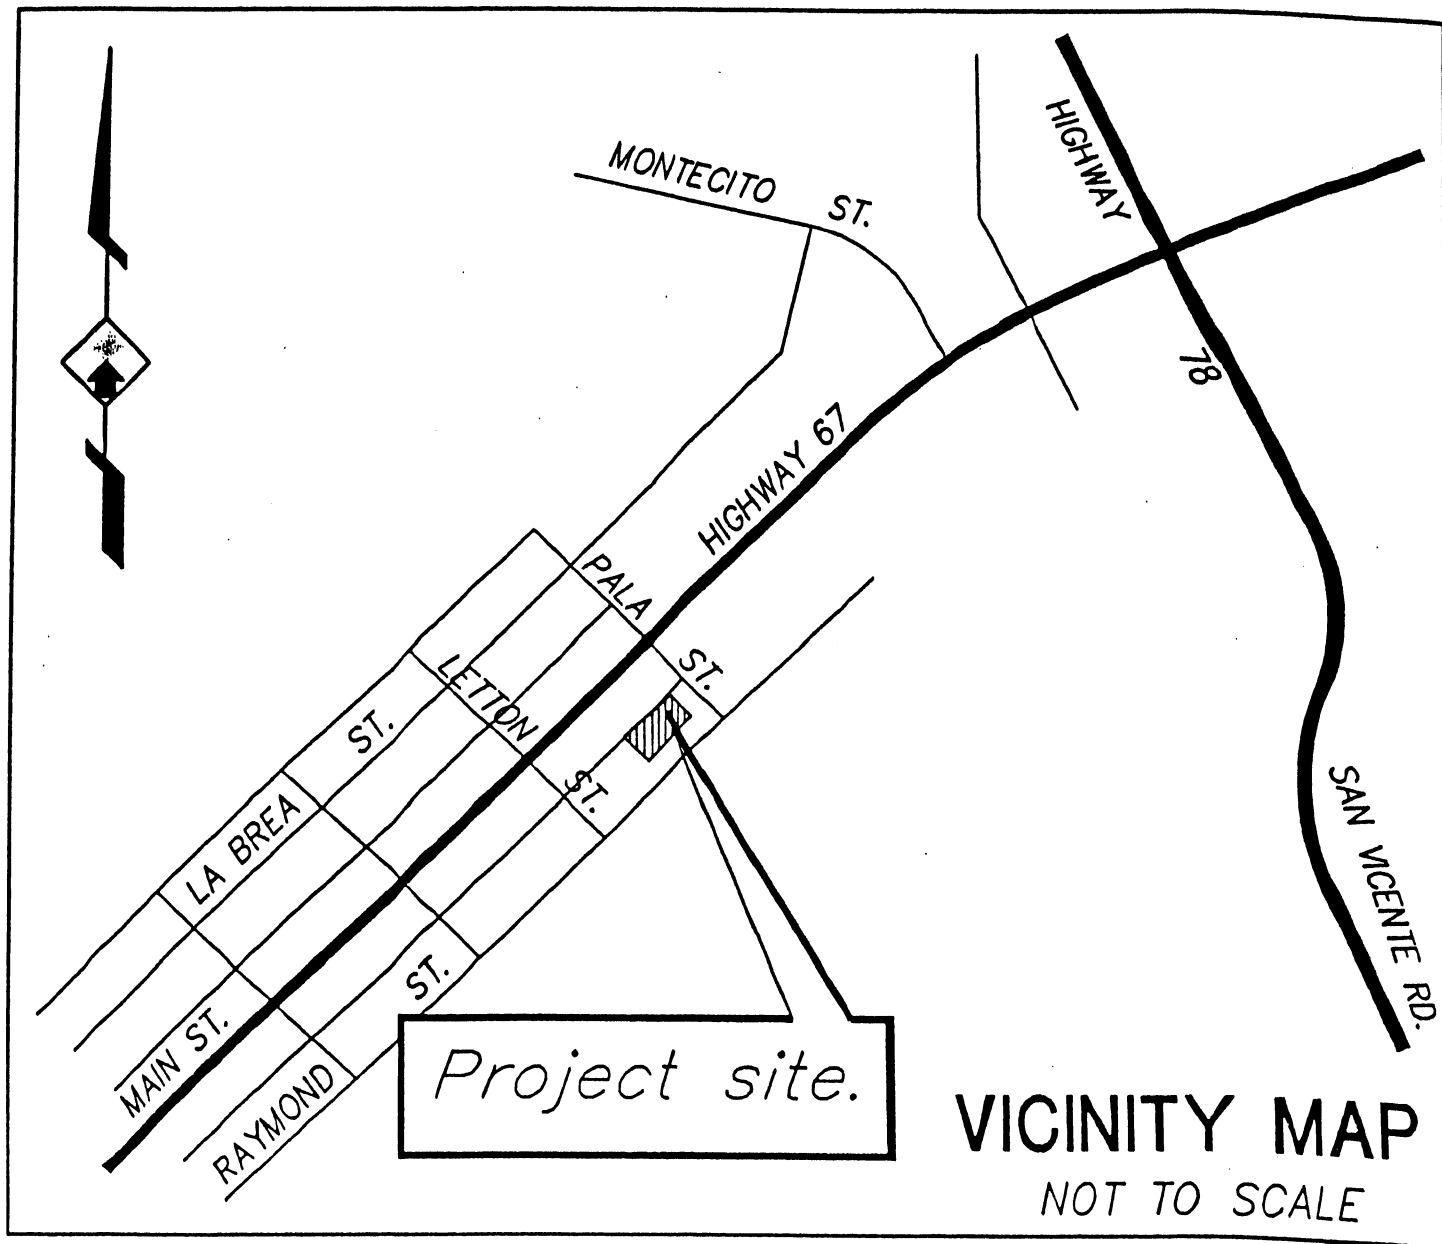 MONTECITO ST.
HIGHWAY 78
HIGHWAY 67
PALA ST.
LETTON ST.
LA BREA ST.
SAN VICENTE RD.
MAIN ST.
RAYMOND ST.
Project site.
VICINITY MAP
NOT TO SCALE